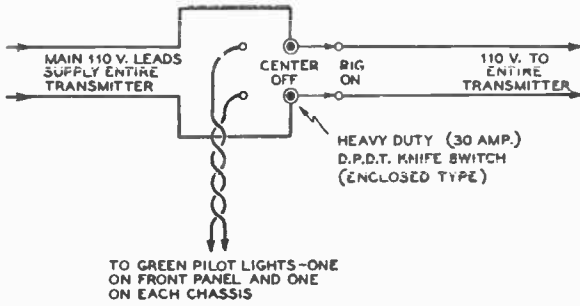 MAIN 110 V. LEADS
SUPPLY ENTIRE
TRANSMITTER
CENTER
OFF
RIG
ON
110 V. TO
ENTIRE
TRANSMITTER
HEAVY DUTY (30 AMP.)
D.P.D.T. KNIFE SWITCH
(ENCLOSED TYPE)
TO GREEN PILOT LIGHTS-ONE
ON FRONT PANEL AND ONE
ON EACH CHASSIS